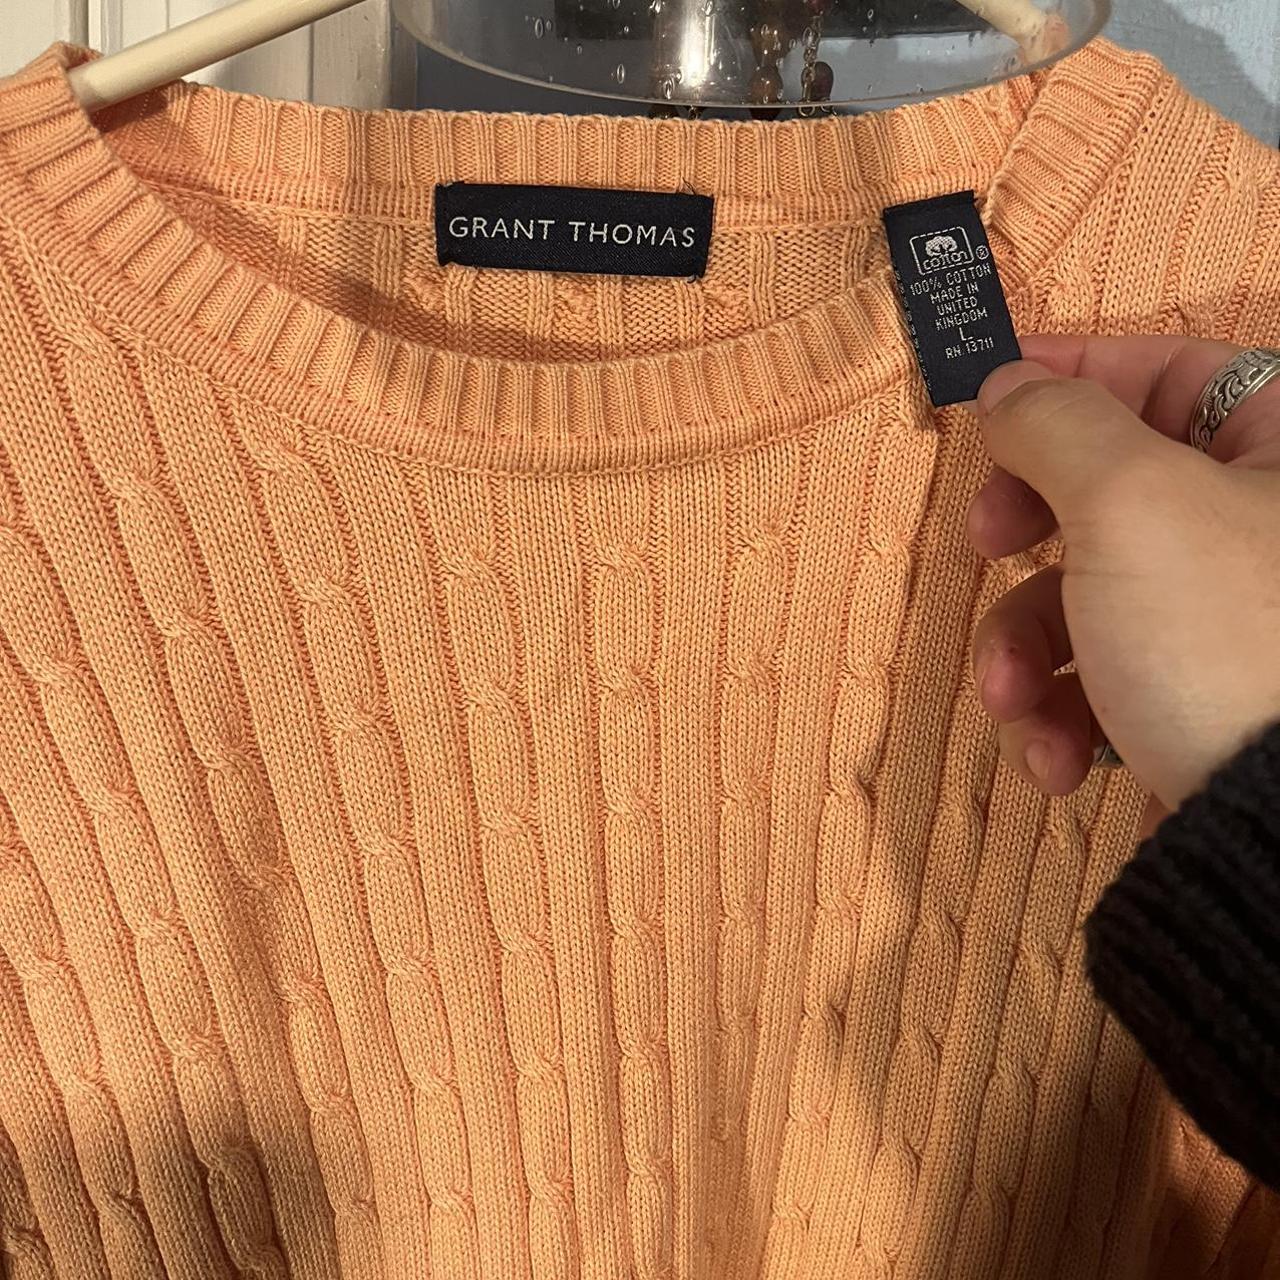 GRANT THOMAS
cotton ®
100% COTTON
MADE IN
UNITED
KINGDOM
L.
RN 13711